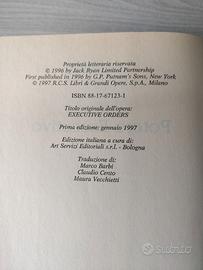 Proprietà letteraria riservata
© 1996 by Jack Ryan Limited Partnership
First published in 1996 by G.P. Putnam's Sons, New York
© 1997 R.C.S. Libri & Grandi Opere, S.p.A., Milano
ISBN 88-17-67123-1
Titolo originale dell'opera:
EXECUTIVE ORDERS
Prima edizione: gennaio 1997
Edizione italiana a cura di:
Art Servizi Editoriali s.r.l. - Bologna
Traduzione di:
Marco Barbi
Claudio Cento
Maura Vecchietti
subito